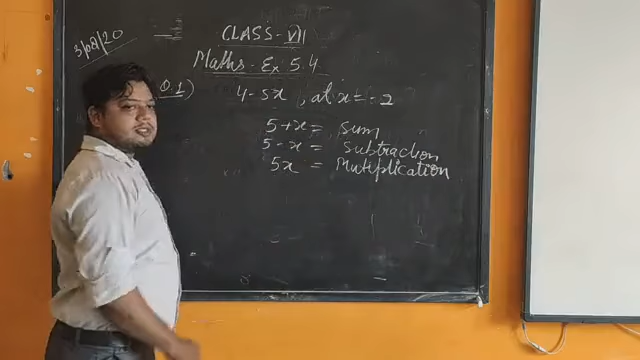 3/09/20
CLASS - VII
Maths - Ex 5.4
Q.1) 4-5x , at x = -2
5+x = Sum
5-x = Subtraction
5x = Multiplication